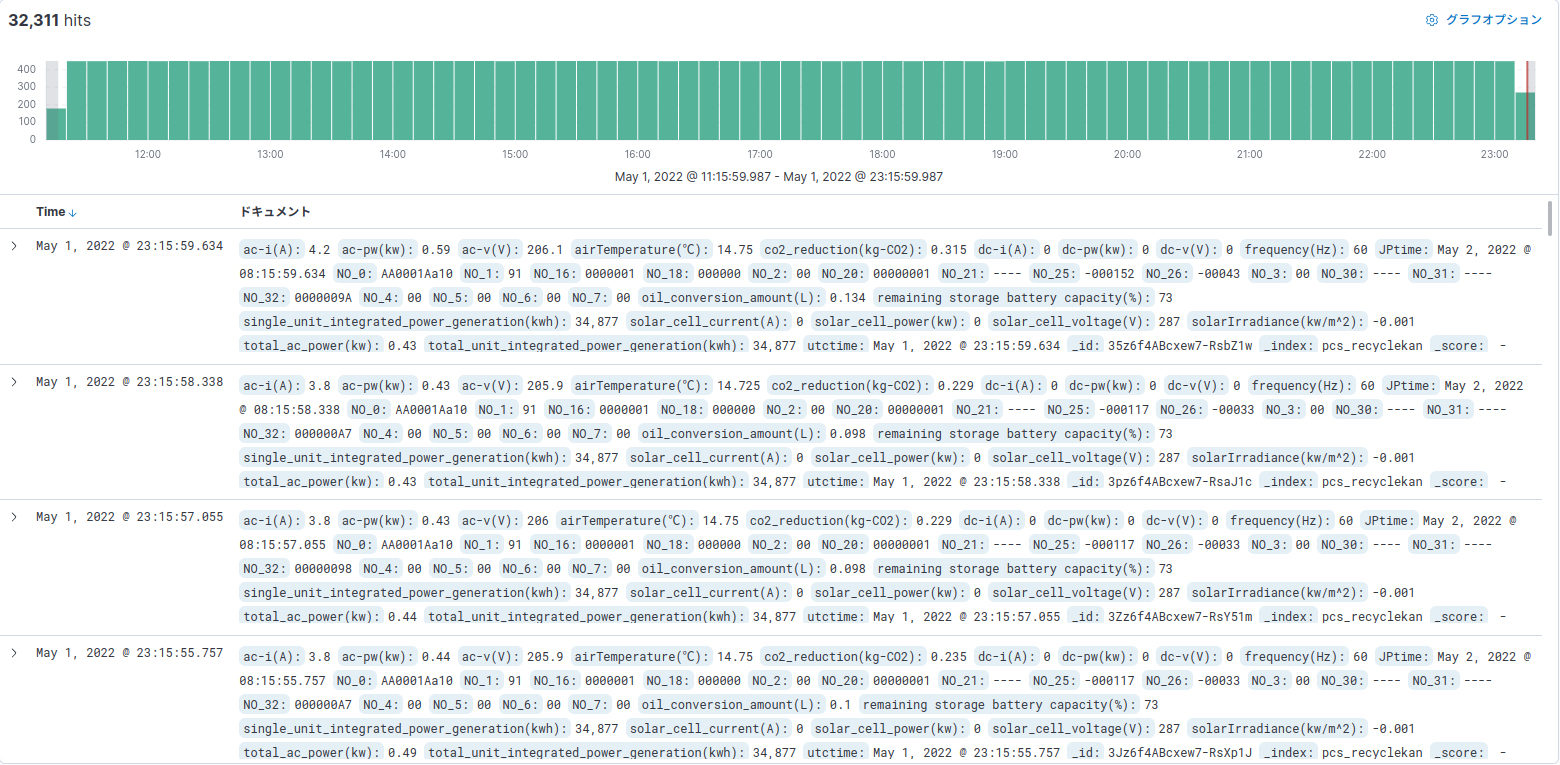 32,311 hits
グラフオプション
400
300
200
100
0
12:00 13:00 14:00 15:00 16:00 17:00 18:00 19:00 20:00 21:00 22:00 23:00
May 1, 2022 @ 11:15:59.987 - May 1, 2022 @ 23:15:59.987
Time ドキュメント
May 1, 2022 @ 23:15:59.634
ac-i(A): 4.2 ac-pw(kw): 0.59 ac-v(V): 206.1 airTemperature(℃): 14.75 co2_reduction(kg-CO2): 0.315 dc-i(A): 0 dc-pw(kw): 0 dc-v(V): 0 frequency(Hz): 60 JPtime: May 2, 2022 @
08:15:59.634 NO_0: AA0001Aa10 NO_1: 91 NO_16: 0000001 NO_18: 000000 NO_2: 00 NO_20: 00000001 NO_21: ---- NO_25: -000152 NO_26: -00043 NO_3: 00 NO_30: ---- NO_31: ----
NO_32: 0000009A NO_4: 00 NO_5: 00 NO_6: 00 NO_7: 00 oil_conversion_amount(L): 0.134 remaining storage battery capacity(%): 73
single_unit_integrated_power_generation(kwh): 34,877 solar_cell_current(A): 0 solar_cell_power(kw): 0 solar_cell_voltage(V): 287 solarIrradiance(kw/m^2): -0.001
total_ac_power(kw): 0.43 total_unit_integrated_power_generation(kwh): 34,877 utctime: May 1, 2022 @ 23:15:59.634 _id: 35z6f4ABcxew7-RsbZ1w _index: pcs_recyclekan _score: -
May 1, 2022 @ 23:15:58.338
ac-i(A): 3.8 ac-pw(kw): 0.43 ac-v(V): 205.9 airTemperature(℃): 14.725 co2_reduction(kg-CO2): 0.229 dc-i(A): 0 dc-pw(kw): 0 dc-v(V): 0 frequency(Hz): 60 JPtime: May 2, 2022
@ 08:15:58.338 NO_0: AA0001Aa10 NO_1: 91 NO_16: 0000001 NO_18: 000000 NO_2: 00 NO_20: 00000001 NO_21: ---- NO_25: -000117 NO_26: -00033 NO_3: 00 NO_30: ---- NO_31: ----
NO_32: 000000A7 NO_4: 00 NO_5: 00 NO_6: 00 NO_7: 00 oil_conversion_amount(L): 0.098 remaining storage battery capacity(%): 73
single_unit_integrated_power_generation(kwh): 34,877 solar_cell_current(A): 0 solar_cell_power(kw): 0 solar_cell_voltage(V): 287 solarIrradiance(kw/m^2): -0.001
total_ac_power(kw): 0.43 total_unit_integrated_power_generation(kwh): 34,877 utctime: May 1, 2022 @ 23:15:58.338 _id: 3pz6f4ABcxew7-RsaJ1c _index: pcs_recyclekan _score: -
May 1, 2022 @ 23:15:57.055
ac-i(A): 3.8 ac-pw(kw): 0.43 ac-v(V): 206 airTemperature(℃): 14.75 co2_reduction(kg-CO2): 0.229 dc-i(A): 0 dc-pw(kw): 0 dc-v(V): 0 frequency(Hz): 60 JPtime: May 2, 2022 @
08:15:57.055 NO_0: AA0001Aa10 NO_1: 91 NO_16: 0000001 NO_18: 000000 NO_2: 00 NO_20: 00000001 NO_21: ---- NO_25: -000117 NO_26: -00033 NO_3: 00 NO_30: ---- NO_31: ----
NO_32: 00000098 NO_4: 00 NO_5: 00 NO_6: 00 NO_7: 00 oil_conversion_amount(L): 0.098 remaining storage battery capacity(%): 73
single_unit_integrated_power_generation(kwh): 34,877 solar_cell_current(A): 0 solar_cell_power(kw): 0 solar_cell_voltage(V): 287 solarIrradiance(kw/m^2): -0.001
total_ac_power(kw): 0.44 total_unit_integrated_power_generation(kwh): 34,877 utctime: May 1, 2022 @ 23:15:57.055 _id: 3Zz6f4ABcxew7-RsY51m _index: pcs_recyclekan _score: -
May 1, 2022 @ 23:15:55.757
ac-i(A): 3.8 ac-pw(kw): 0.44 ac-v(V): 205.9 airTemperature(℃): 14.75 co2_reduction(kg-CO2): 0.235 dc-i(A): 0 dc-pw(kw): 0 dc-v(V): 0 frequency(Hz): 60 JPtime: May 2, 2022 @
08:15:55.757 NO_0: AA0001Aa10 NO_1: 91 NO_16: 0000001 NO_18: 000000 NO_2: 00 NO_20: 00000001 NO_21: ---- NO_25: -000117 NO_26: -00033 NO_3: 00 NO_30: ---- NO_31: ----
NO_32: 000000A7 NO_4: 00 NO_5: 00 NO_6: 00 NO_7: 00 oil_conversion_amount(L): 0.1 remaining storage battery capacity(%): 73
single_unit_integrated_power_generation(kwh): 34,877 solar_cell_current(A): 0 solar_cell_power(kw): 0 solar_cell_voltage(V): 287 solarIrradiance(kw/m^2): -0.001
total_ac_power(kw): 0.49 total_unit_integrated_power_generation(kwh): 34,877 utctime: May 1, 2022 @ 23:15:55.757 _id: 3Jz6f4ABcxew7-RsXp1J _index: pcs_recyclekan _score: -